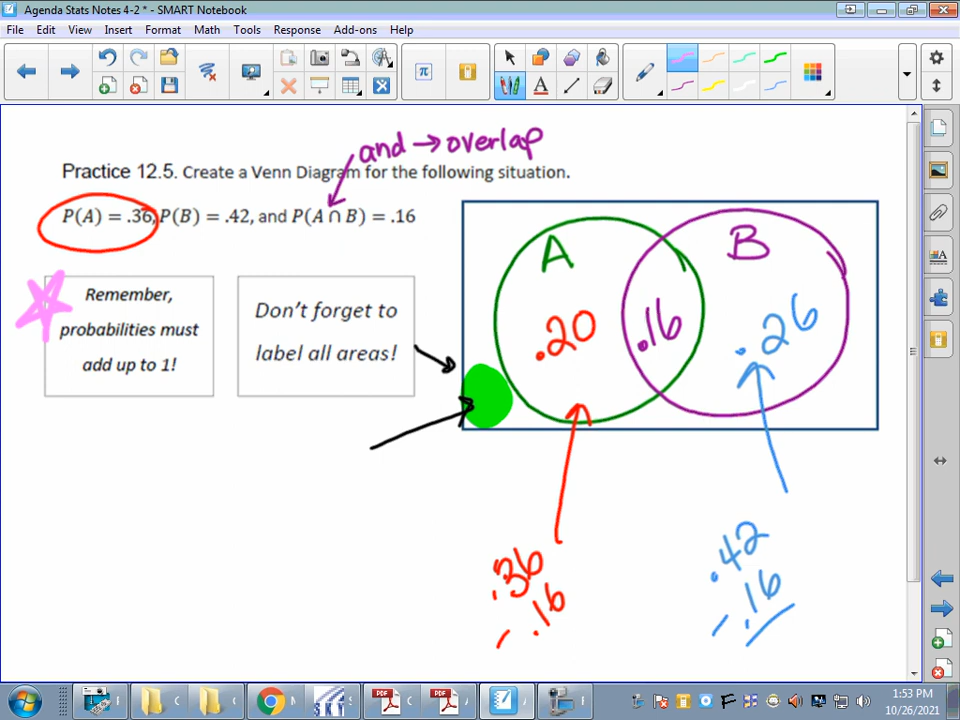 Agenda Stats Notes 4-2 * - SMART Notebook
File Edit View Insert Format Math Tools Response Add-ons Help
and → overlap
Practice 12.5. Create a Venn Diagram for the following situation.
P(A) = .36, P(B) = .42, and P(A ∩ B) = .16
Remember,
probabilities must
add up to 1!
Don't forget to
label all areas!
A B
.20 .16 .26
.36
- .16
.42
- .16
1:53 PM
10/26/2021